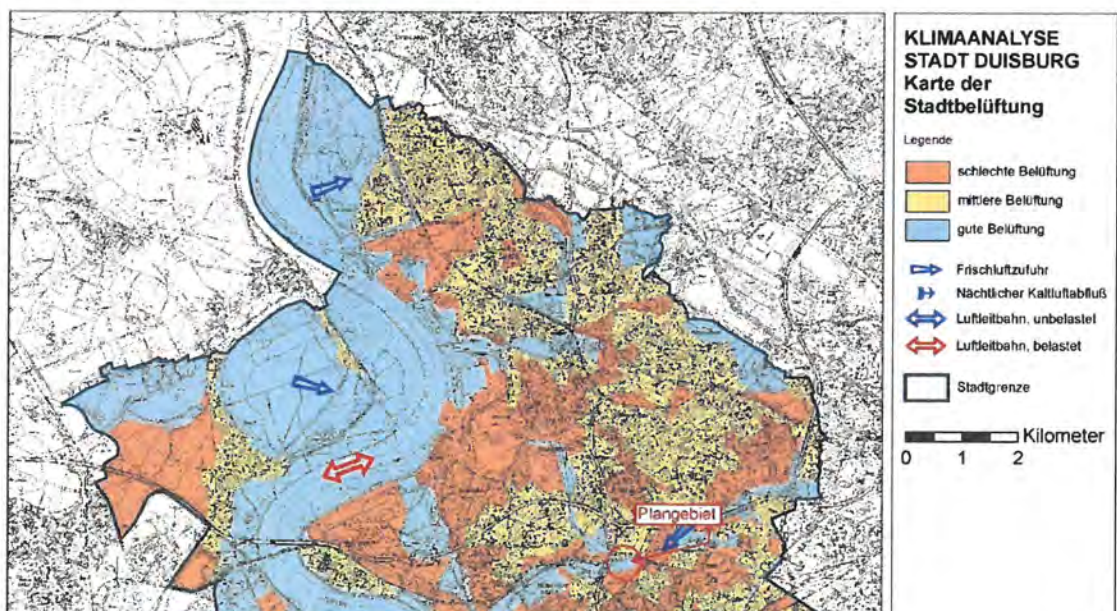 KLIMAANALYSE
STADT DUISBURG
Karte der
Stadtbelüftung
Legende
schlechte Belüftung
mittlere Belüftung
gute Belüftung
Frischluftzufuhr
Nächtlicher Kaltluftabfluß
Luftleitbahn, unbelastet
Luftleitbahn, belastet
Stadtgrenze
Kilometer
0 1 2
Plangebiet